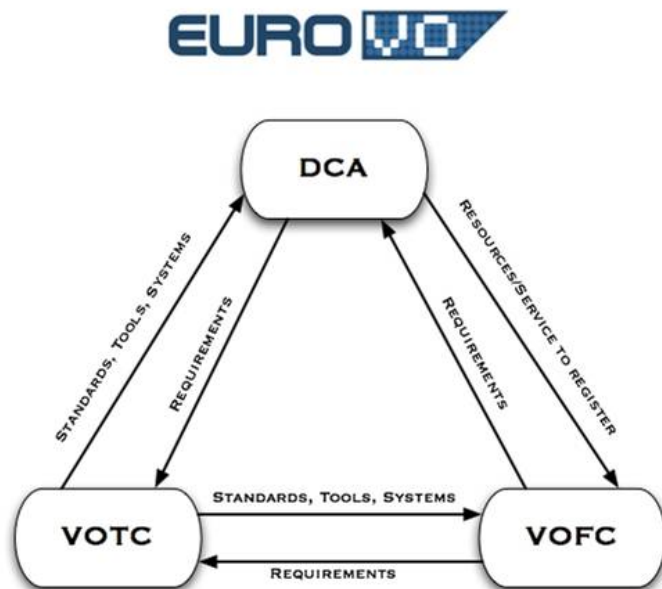 EURO VO
DCA
STANDARDS, TOOLS, SYSTEMS
REQUIREMENTS
REQUIREMENTS
RESOURCES/SERVICE TO REGISTER
VOTC
STANDARDS, TOOLS, SYSTEMS
REQUIREMENTS
VOFC